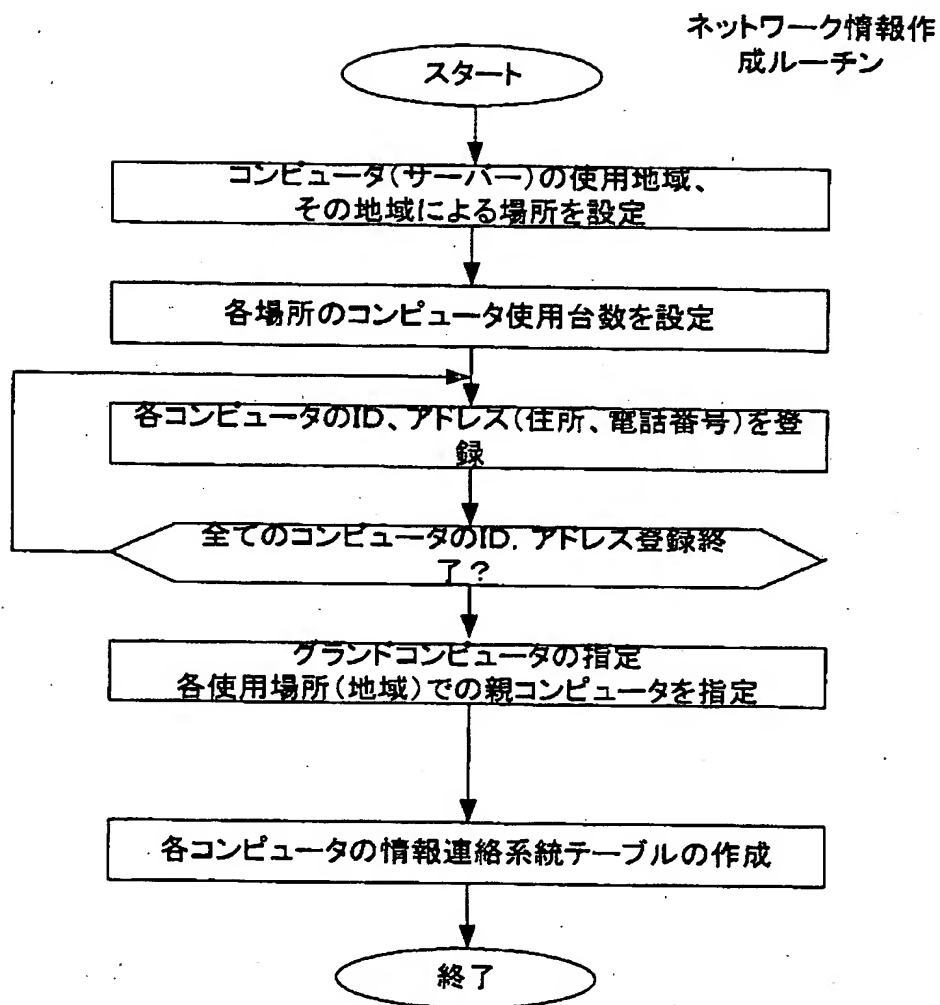 ネットワーク情報作
成ルーチン
スタート
コンピュータ(サーバー)の使用地域、
その地域による場所を設定
各場所のコンピュータ使用台数を設定
各コンピュータのID、アドレス(住所、電話番号)を登
録
全てのコンピュータのID, アドレス登録終
了?
グランドコンピュータの指定
各使用場所(地域)での親コンピュータを指定
各コンピュータの情報連絡系統テーブルの作成
終了